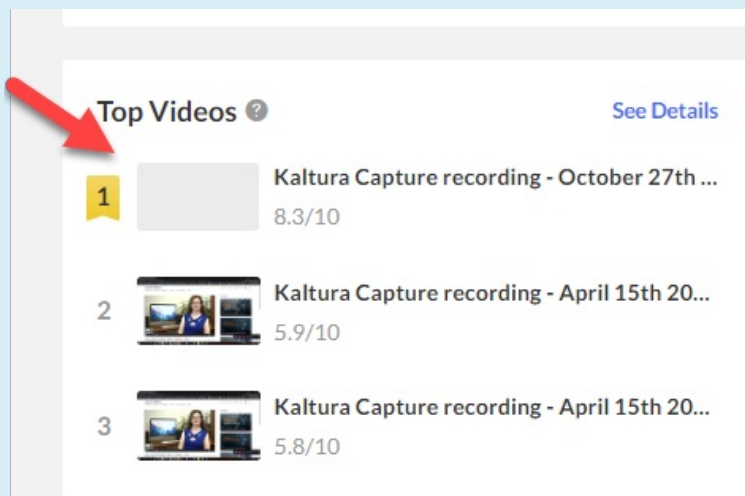 Top Videos ?
See Details
1
Kaltura Capture recording - October 27th ...
8.3/10
2
Kaltura Capture recording - April 15th 20...
5.9/10
3
Kaltura Capture recording - April 15th 20...
5.8/10